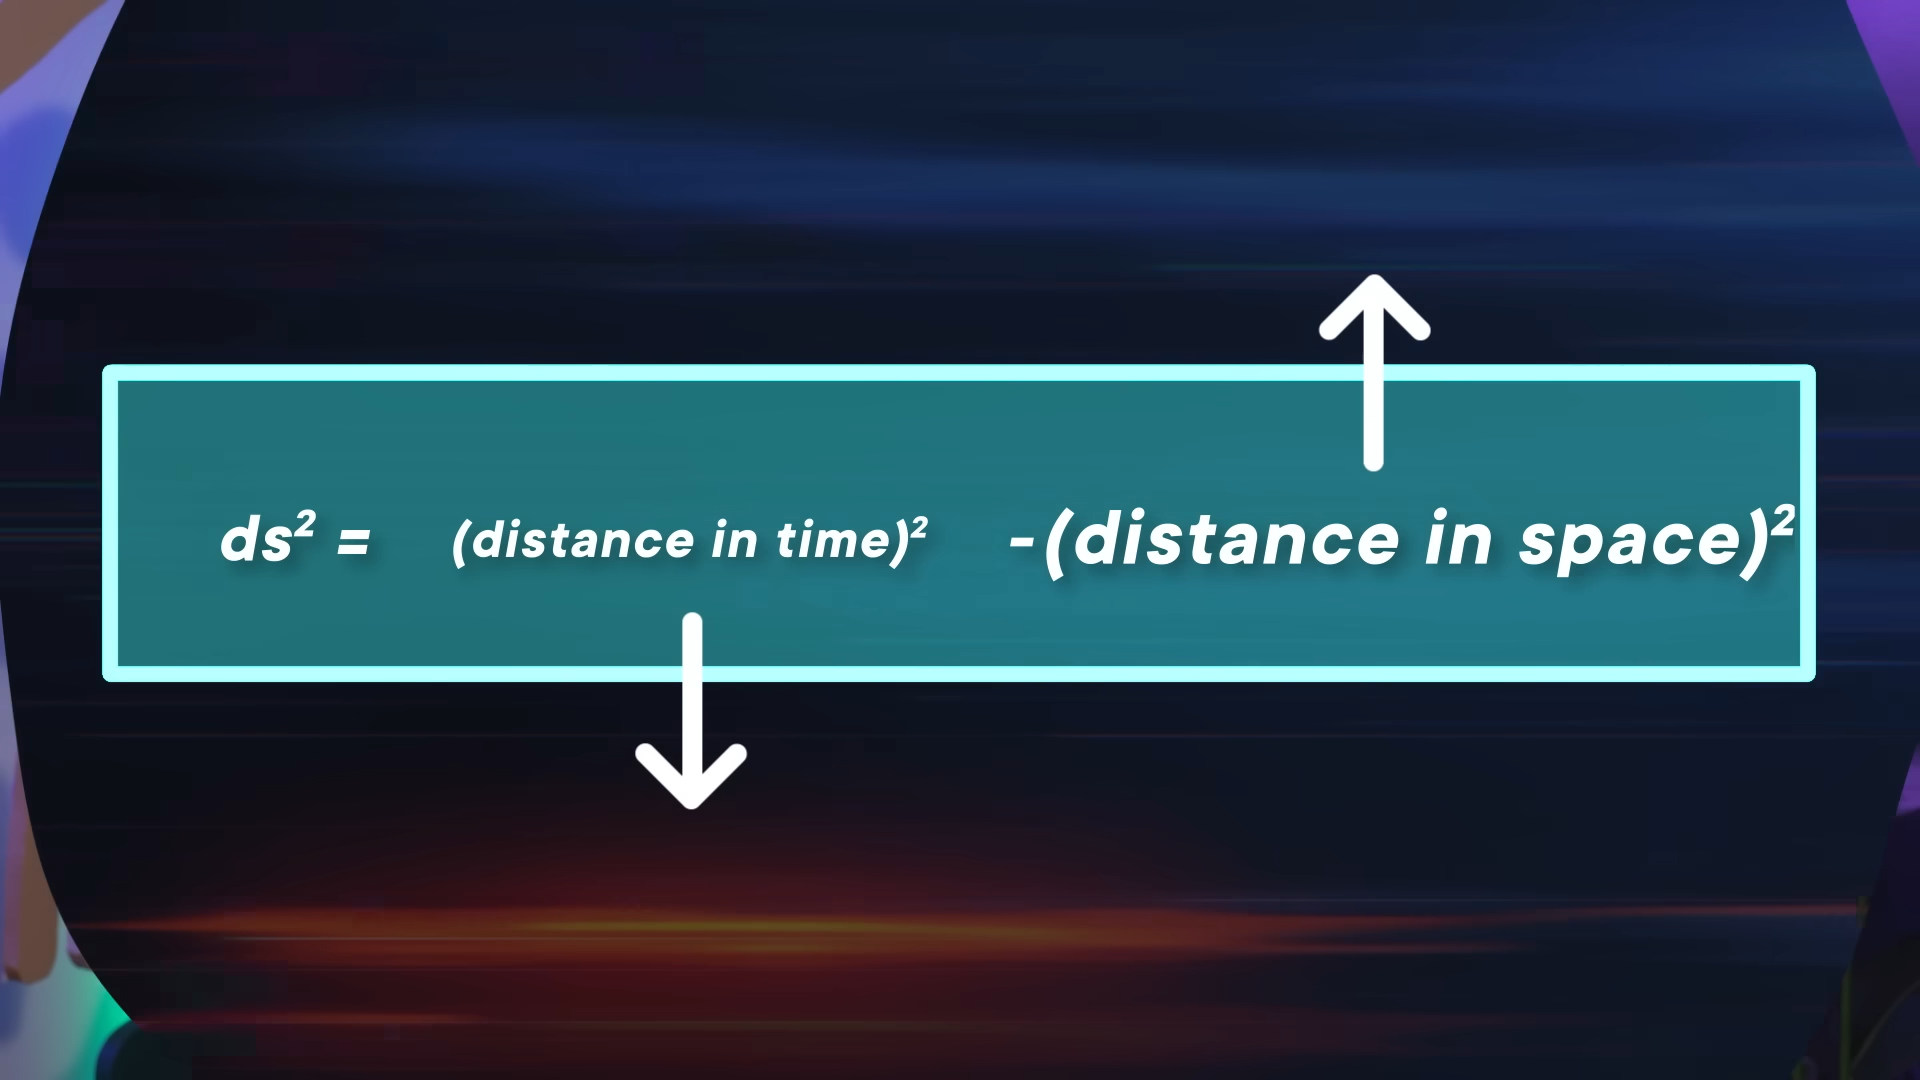 ds² = (distance in time)² -(distance in space)²